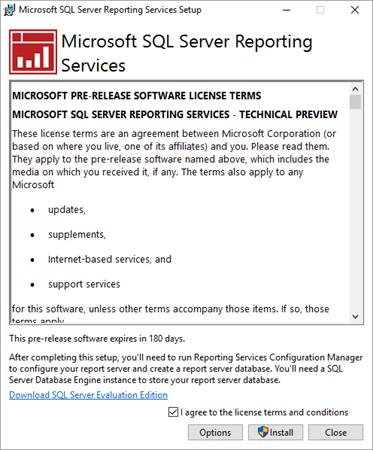 Microsoft SQL Server Reporting Services Setup
Microsoft SQL Server Reporting
Services
MICROSOFT PRE-RELEASE SOFTWARE LICENSE TERMS
MICROSOFT SQL SERVER REPORTING SERVICES - TECHNICAL PREVIEW
These license terms are an agreement between Microsoft Corporation (or
based on where you live, one of its affiliates) and you. Please read them.
They apply to the pre-release software named above, which includes the
media on which you received it, if any. The terms also apply to any
Microsoft
• updates,
• supplements,
• Internet-based services, and
• support services
for this software, unless other terms accompany those items. If so, those
terms apply.
This pre-release software expires in 180 days.
After completing this setup, you'll need to run Reporting Services Configuration Manager
to configure your report server and create a report server database. You'll need a SQL
Server Database Engine instance to store your report server database.
Download SQL Server Evaluation Edition
I agree to the license terms and conditions
Options
Install
Close